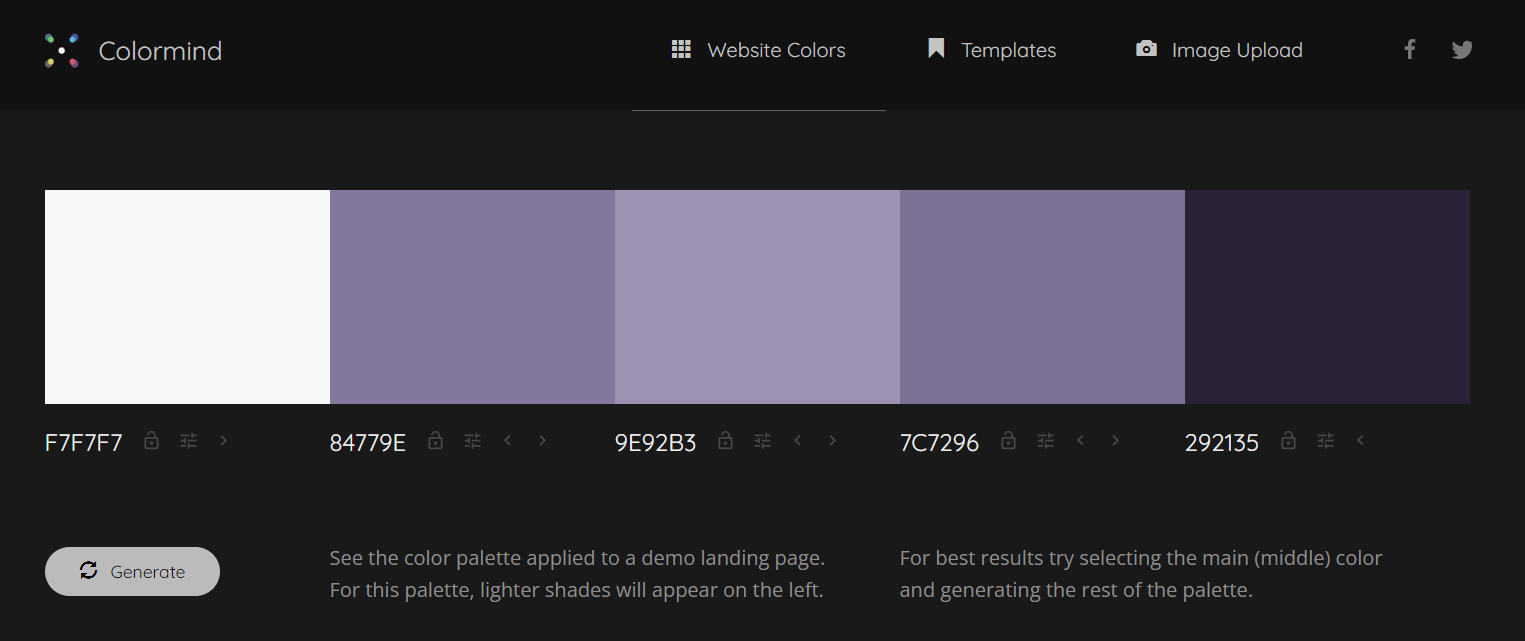 Colormind
Website Colors
Templates
Image Upload
F7F7F7
84779E
9E92B3
7C7296
292135
Generate
See the color palette applied to a demo landing page.
For this palette, lighter shades will appear on the left.
For best results try selecting the main (middle) color
and generating the rest of the palette.